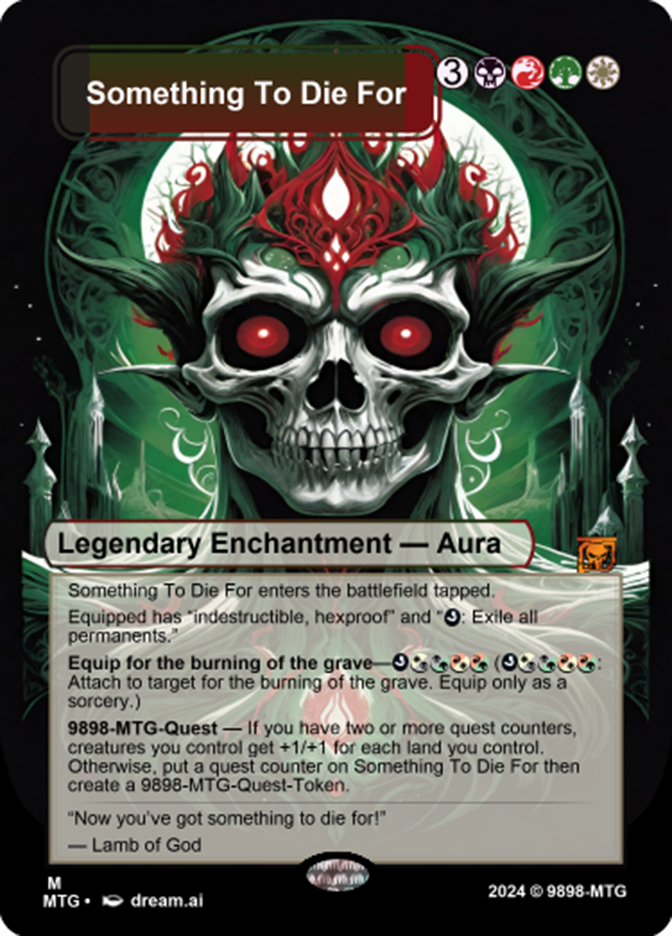 Something To Die For
3
Legendary Enchantment — Aura
Something To Die For enters the battlefield tapped.
Equipped has “indestructible, hexproof” and “: Exile all
permanents.”
Equip for the burning of the grave— (:
Attach to target for the burning of the grave. Equip only as a
sorcery.)
9898-MTG-Quest — If you have two or more quest counters,
creatures you control get +1/+1 for each land you control.
Otherwise, put a quest counter on Something To Die For then
create a 9898-MTG-Quest-Token.
“Now you’ve got something to die for!”
— Lamb of God
M
MTG • dream.ai
2024 © 9898-MTG